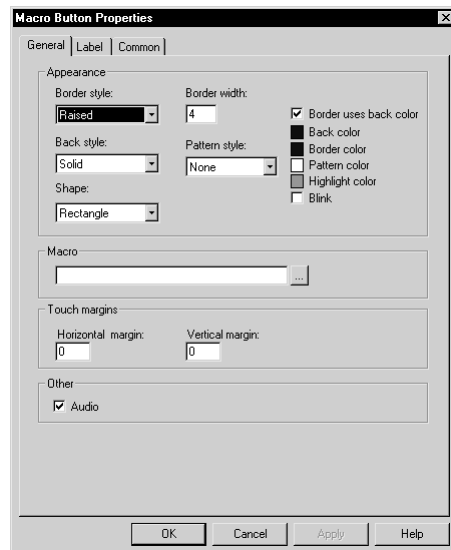 Macro Button Properties
General Label Common
Appearance
Border style:
Raised
Border width:
4
Border uses back color
Back color
Border color
Pattern color
Highlight color
Blink
Back style:
Solid
Pattern style:
None
Shape:
Rectangle
Macro
...
Touch margins
Horizontal margin:
0
Vertical margin:
0
Other
Audio
OK Cancel Apply Help